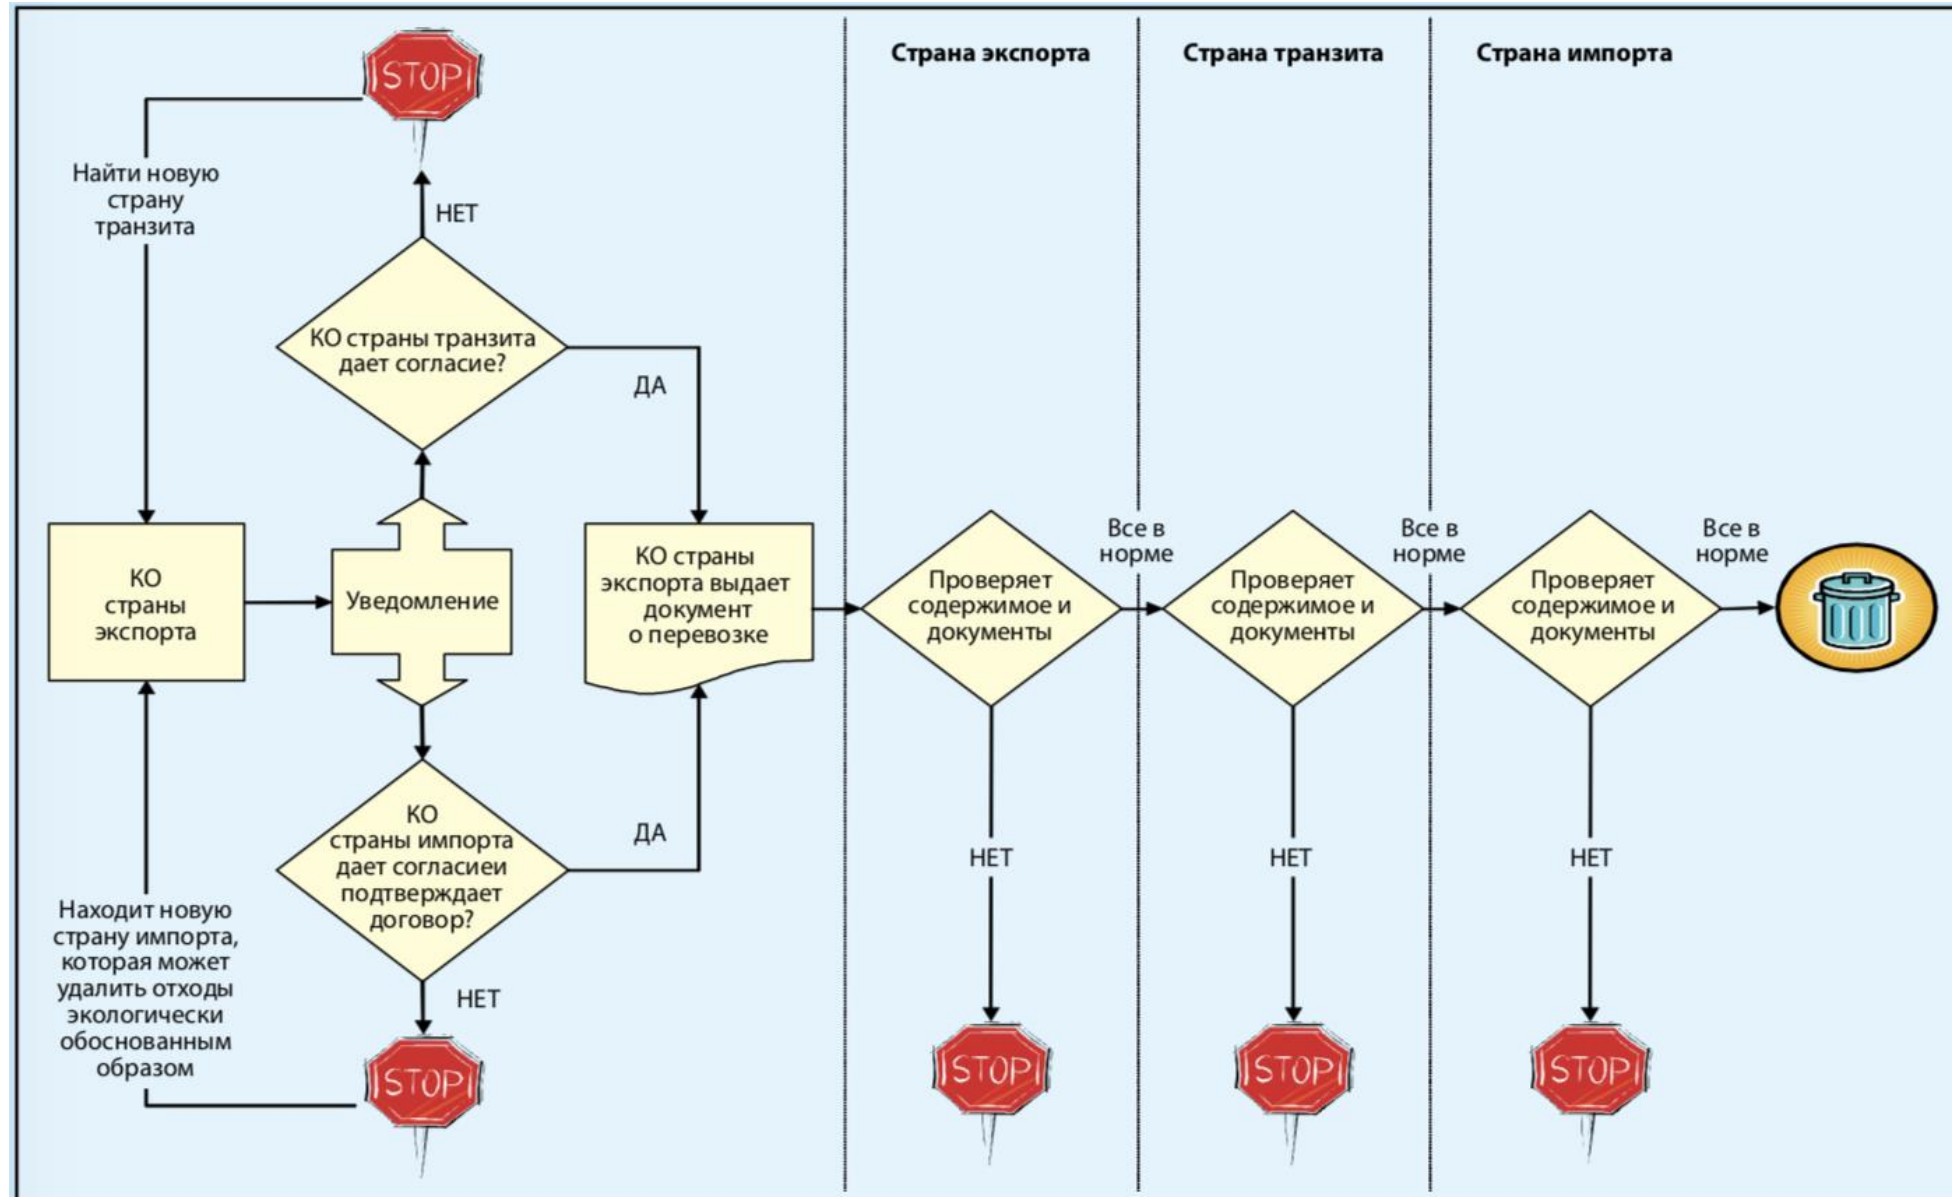 STOP
Страна экспорта
Страна транзита
Страна импорта
Найти новую
страну
транзита
НЕТ
КО страны транзита
дает согласие?
ДА
КО
страны
экспорта
Уведомление
КО страны
экспорта выдает
документ
о перевозке
Проверяет
содержимое и
документы
Все в
норме
Проверяет
содержимое и
документы
Все в
норме
Проверяет
содержимое и
документы
Все в
норме
КО
страны импорта
дает согласиеи
подтверждает
договор?
ДА
НЕТ
НЕТ
НЕТ
Находит новую
страну импорта,
которая может
удалить отходы
экологически
обоснованным
образом
НЕТ
STOP
STOP
STOP
STOP